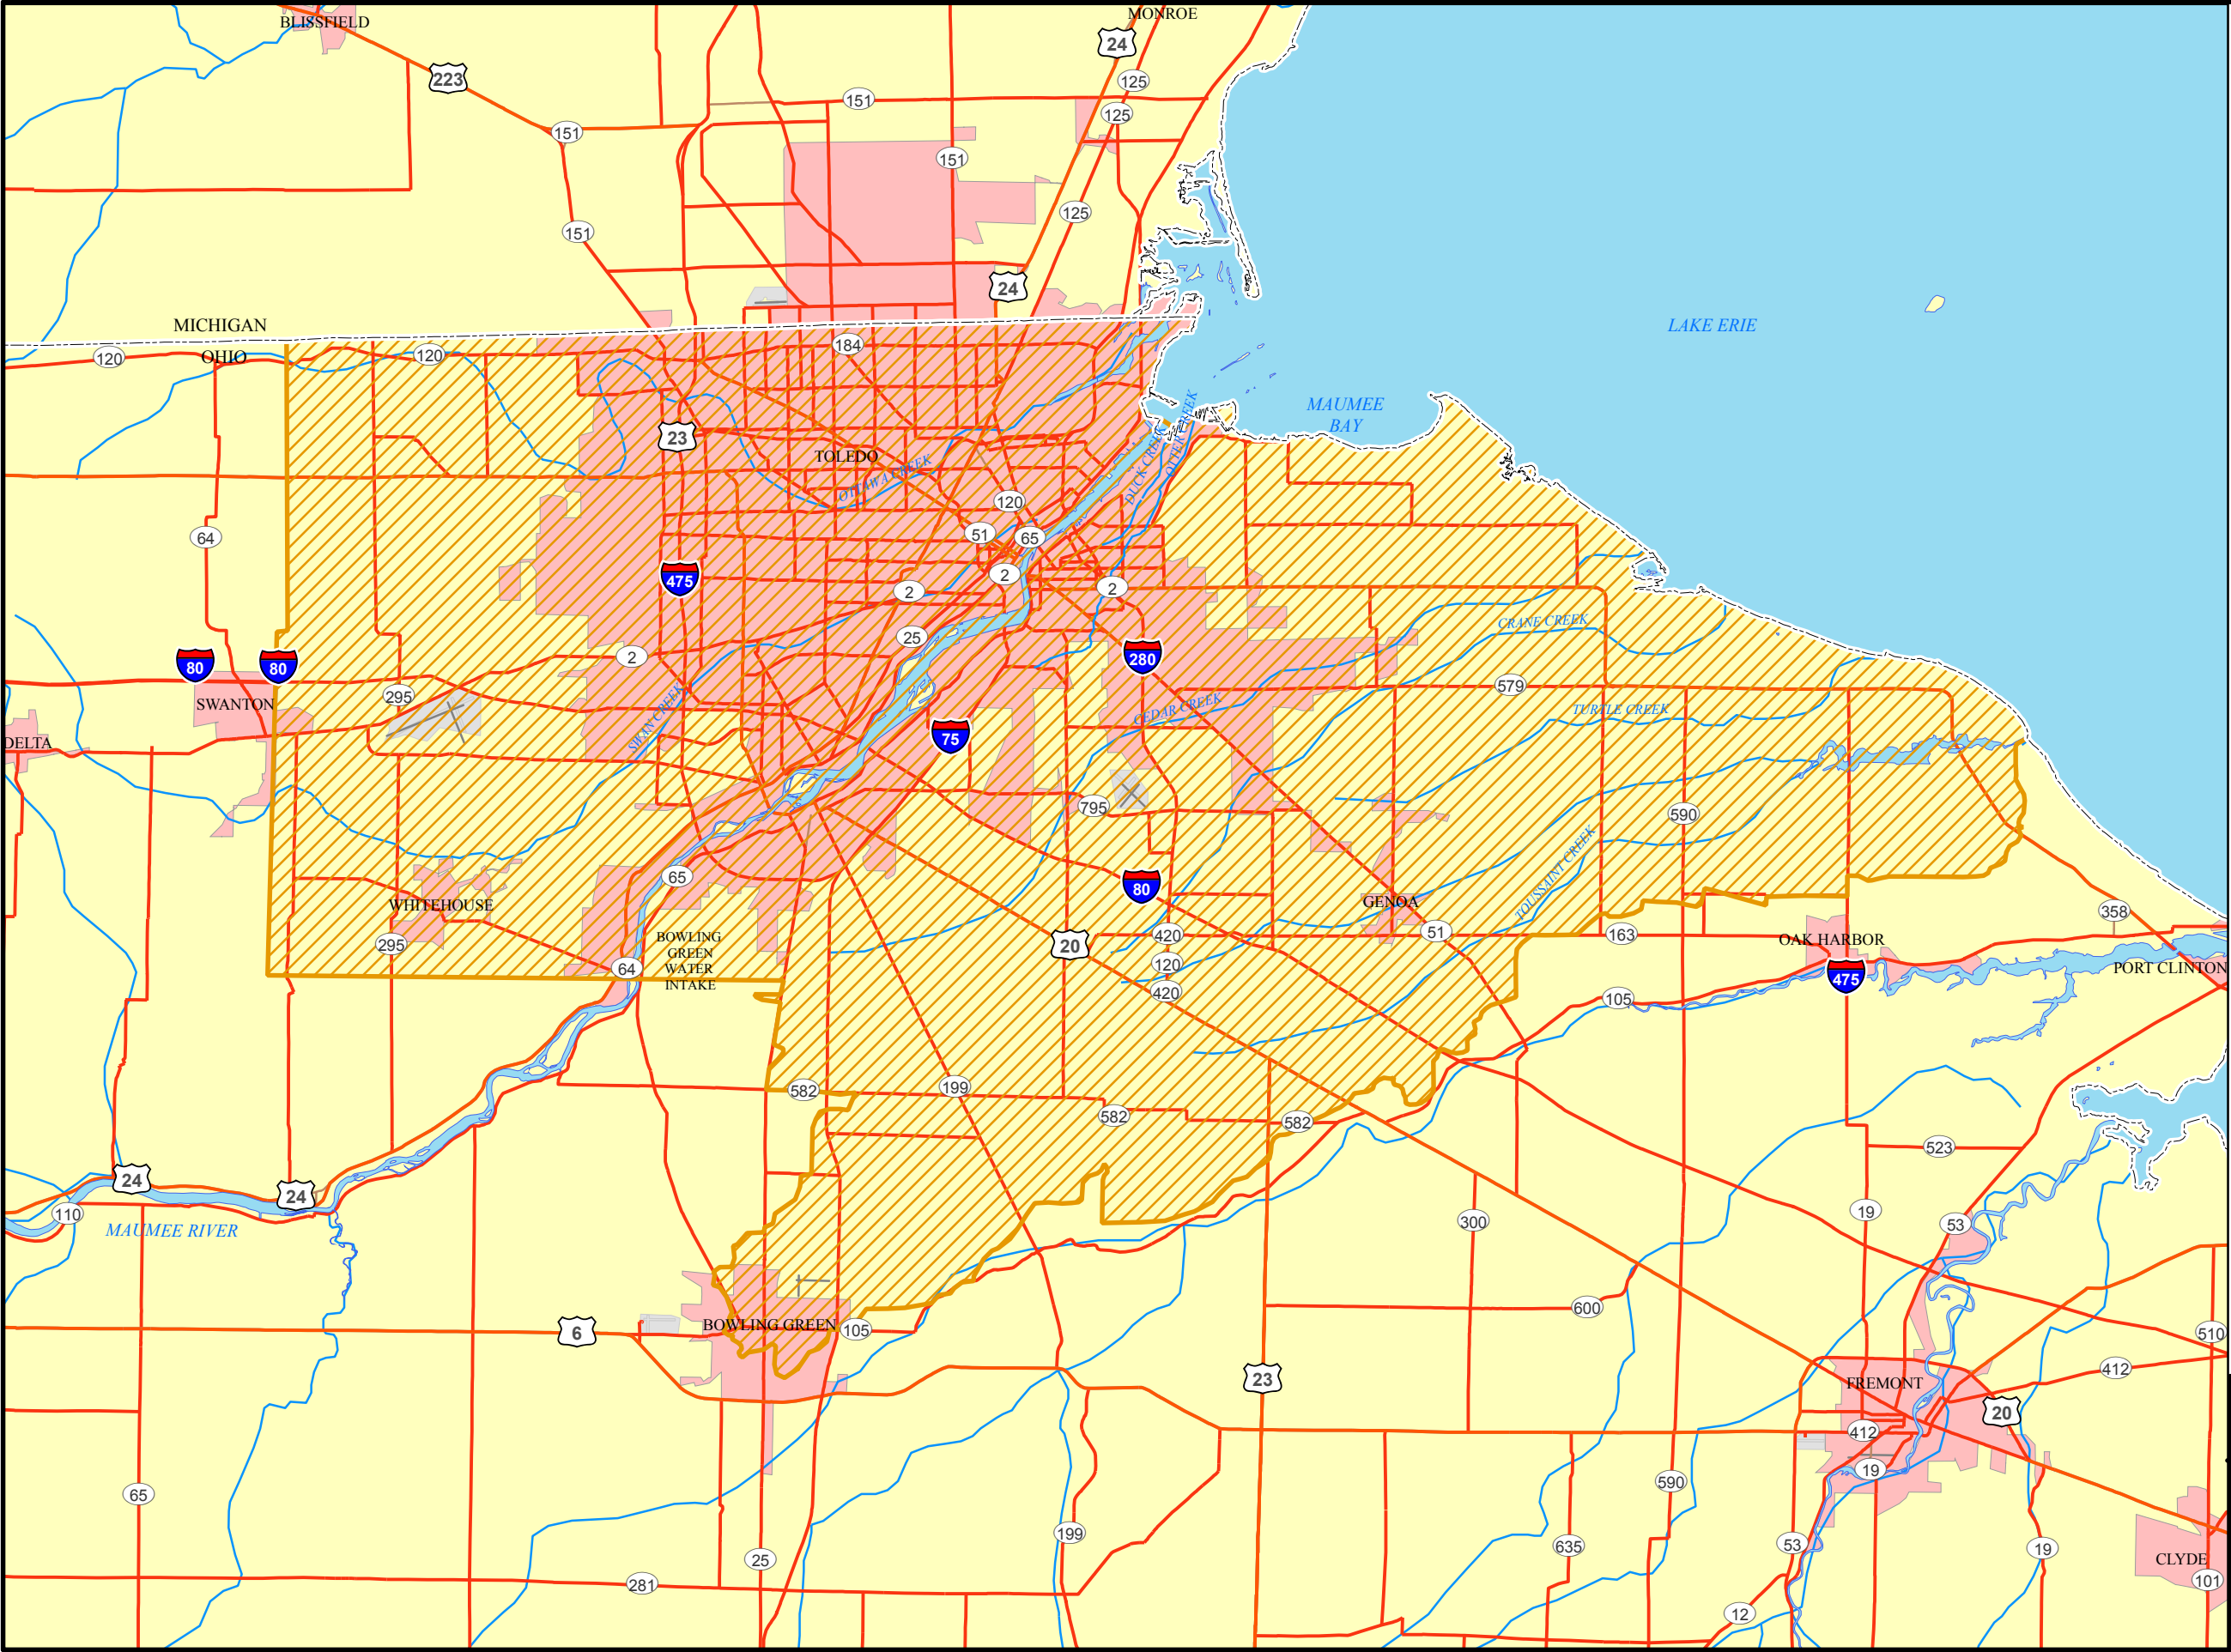 BLISSFIELD
MONROE
24
223
125
151
125
151
151
125
151
24
MICHIGAN
LAKE ERIE
120
OHIO
120
184
MAUMEE
BAY
23
TOLEDO
OTTAWA CREEK
DUCK CREEK
OTTER CREEK
120
64
51
65
475
2
2
2
CRANE CREEK
25
80
80
2
280
295
579
SWANTON
SWAN CREEK
CEDAR CREEK
TURTLE CREEK
DELTA
75
795
590
TOUSSAINT CREEK
65
80
WHITEHOUSE
GENOA
358
295
BOWLING
GREEN
WATER
INTAKE
20
420
51
163
OAK HARBOR
64
120
475
PORT CLINTON
420
105
582
199
582
582
523
24
24
110
MAUMEE RIVER
19
300
53
600
6
BOWLING GREEN
105
510
412
23
FREMONT
20
412
19
65
590
199
635
53
19
25
CLYDE
281
101
12